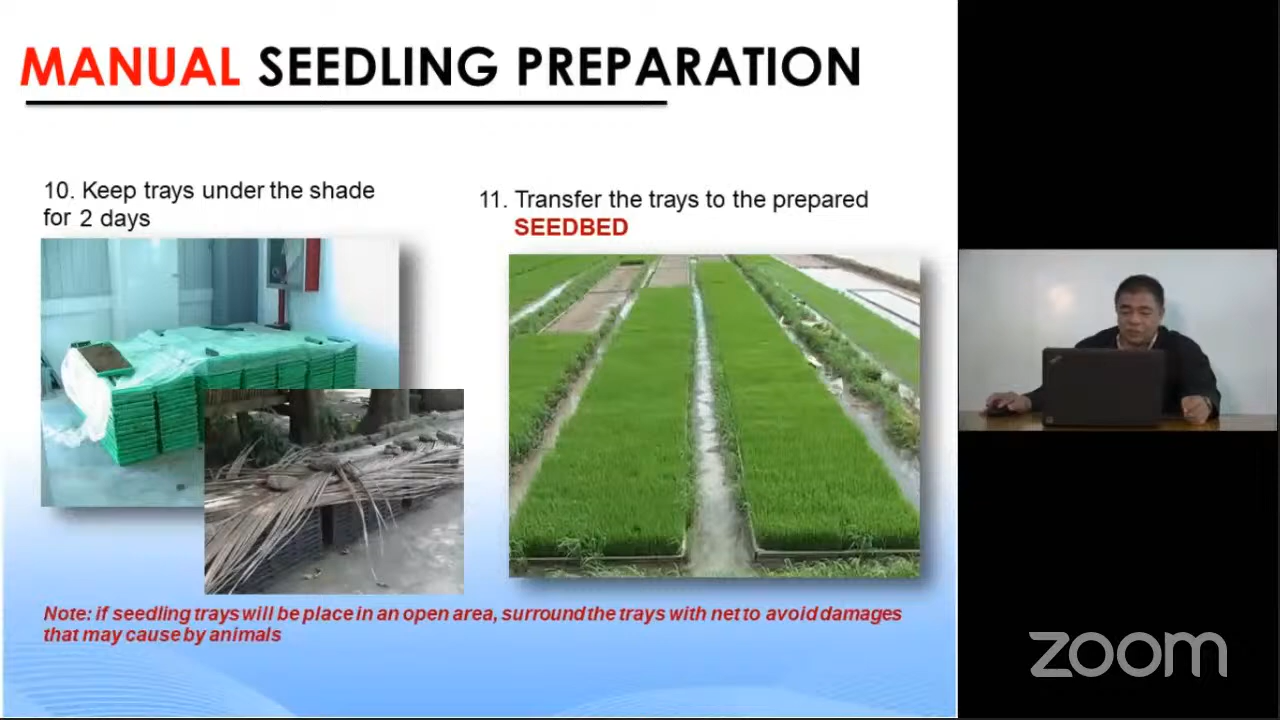 MANUAL SEEDLING PREPARATION
10. Keep trays under the shade
for 2 days
11. Transfer the trays to the prepared
SEEDBED
Note: if seedling trays will be place in an open area, surround the trays with net to avoid damages
that may cause by animals
zoom